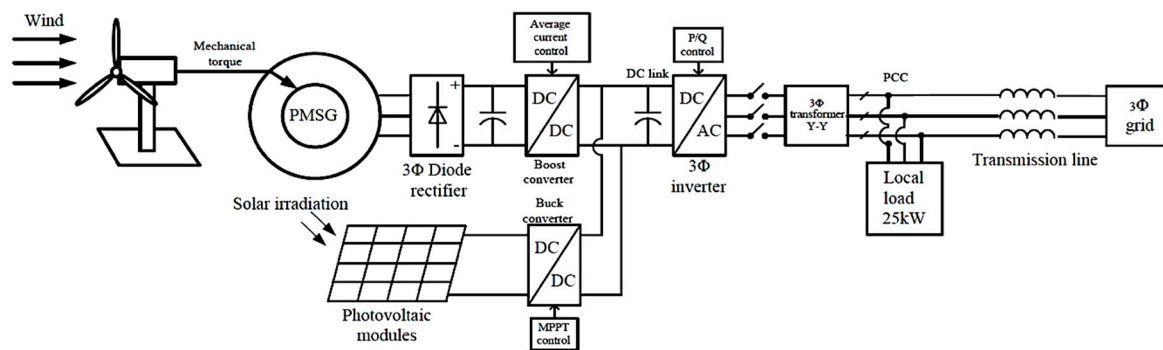 Wind
Mechanical
torque
PMSG
+
-
3Φ Diode
rectifier
Average
current
control
DC
DC
Boost
converter
DC link
P/Q
control
DC
AC
3Φ
inverter
3Φ
transformer
Y-Y
PCC
Local
load
25kW
Transmission line
3Φ
grid
Solar irradiation
Photovoltaic
modules
Buck
converter
DC
DC
MPPT
control